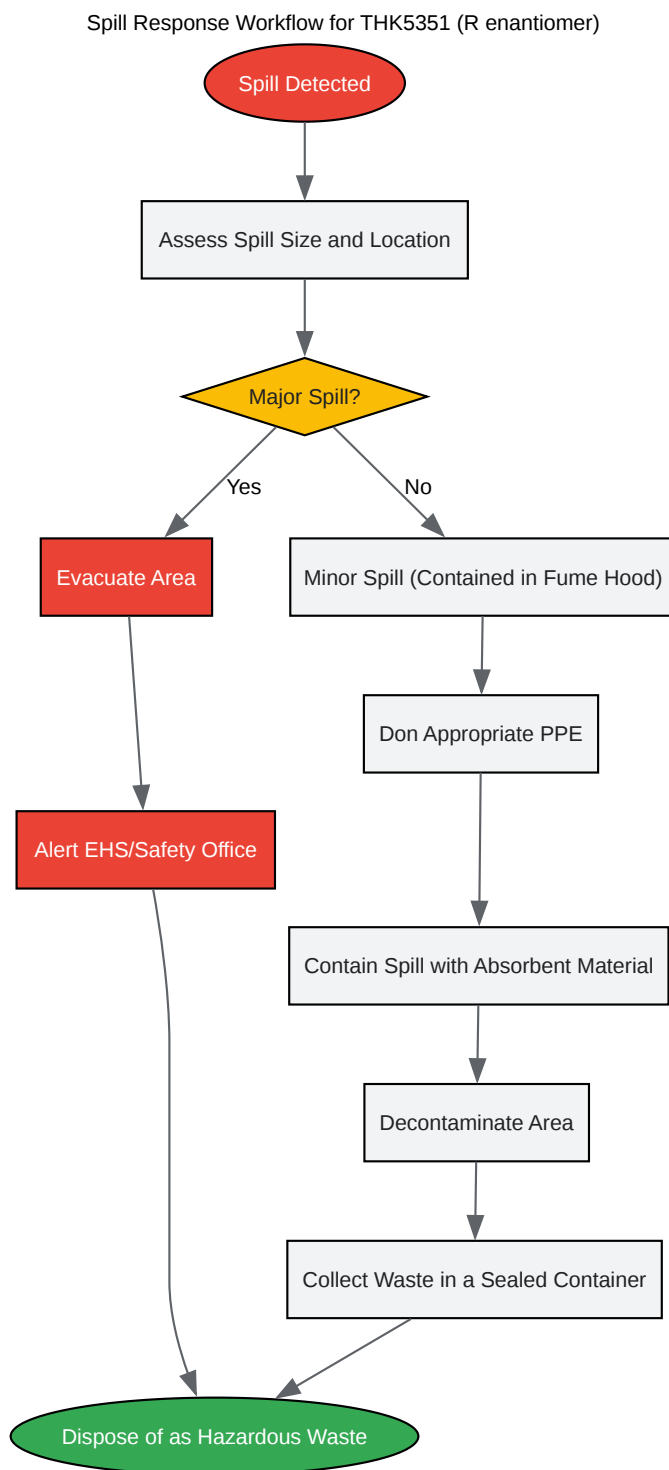 Spill Response Workflow for THK5351 (R enantiomer)
Spill Detected
Assess Spill Size and Location
Major Spill?
Yes
No
Evacuate Area
Minor Spill (Contained in Fume Hood)
Don Appropriate PPE
Alert EHS/Safety Office
Contain Spill with Absorbent Material
Decontaminate Area
Collect Waste in a Sealed Container
Dispose of as Hazardous Waste